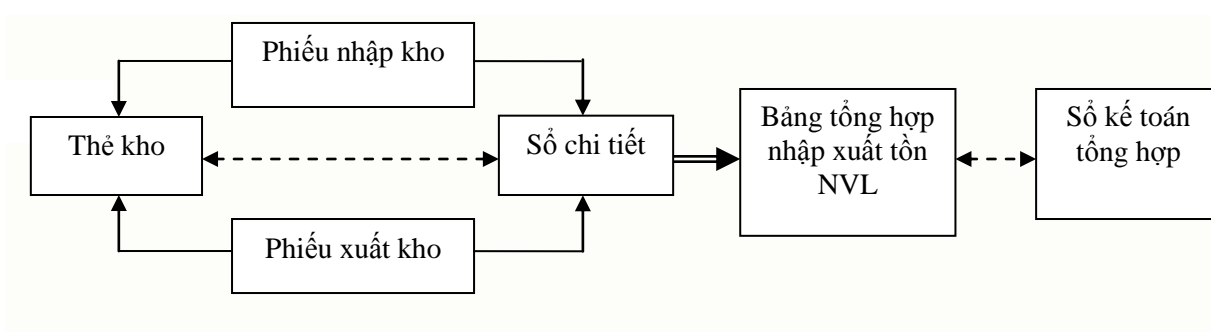 Phiếu nhập kho
Thẻ kho
Sổ chi tiết
Bảng tổng hợp
nhập xuất tồn
NVL
Sổ kế toán
tổng hợp
Phiếu xuất kho